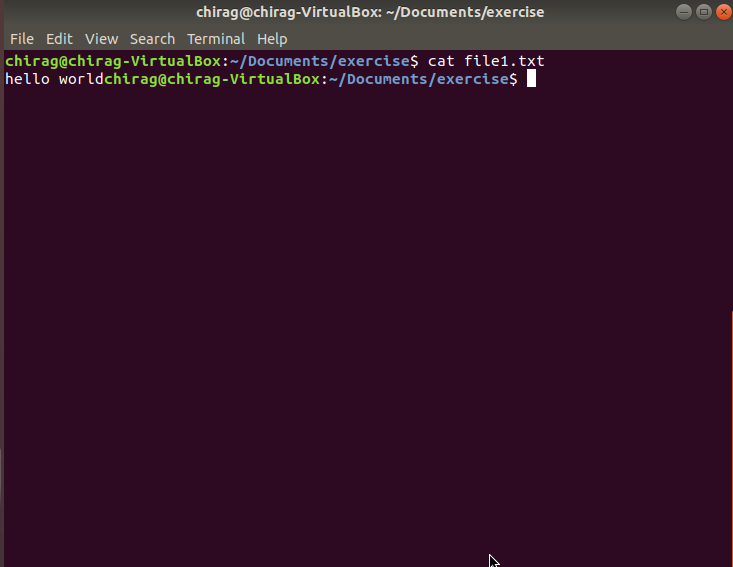 chirag@chirag-VirtualBox: ~/Documents/exercise
File Edit View Search Terminal Help
chirag@chirag-VirtualBox:~/Documents/exercise$ cat file1.txt
hello worldchirag@chirag-VirtualBox:~/Documents/exercise$